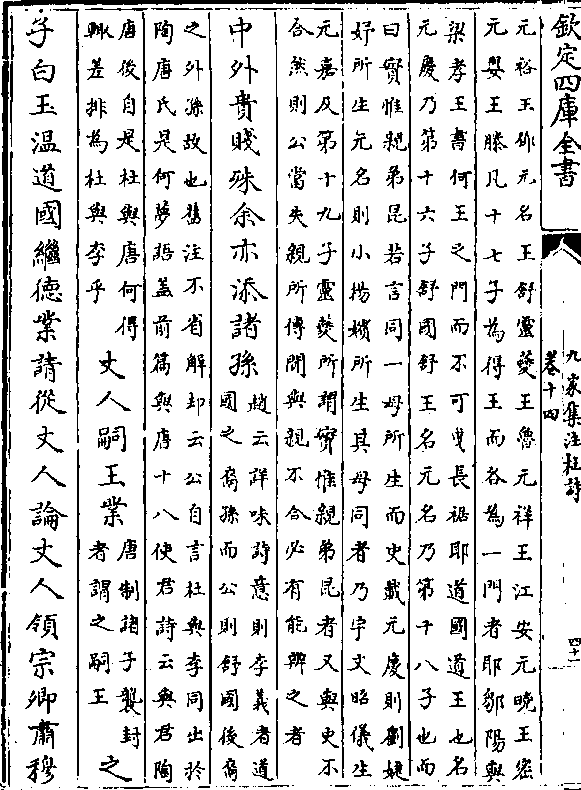 欽定四庫全書
九家集注杜詩
卷十四
四十一
元裕王鄧元名王舒靈夔王魯元祥王江安元曉王密
元嬰王滕凡十七子為得王而各為一門者耶鄒陽與
梁孝王書何王之門而不可曳長裾耶道國道王也名
元慶乃第十六子舒國舒王名元名乃第十八子也而
曰實惟親弟昆若言同一母所生而史載元慶則劉婕
妤所生元名則小楊嬪所生其母同者乃宇文昭儀生
元嘉及第十九子靈夔所謂實惟親弟昆者又與史不
合然則公當失親所傳聞與親不合必有能辨之者
中外貴賤殊余亦添諸孫
趙云詳味詩意則李義者道
國之裔孫而公則舒國後裔
之外孫故也舊注不省解却云公自言杜與李同出於
陶唐氏是何夢語蓋前篇與唐十八使君詩云與君陶
唐後自是杜與唐何得
輙差排為杜與李乎
丈人嗣王業
唐制諸子襲封
者謂之嗣王
之
子白玉温道國繼德業請從丈人論丈人領宗卿肅穆